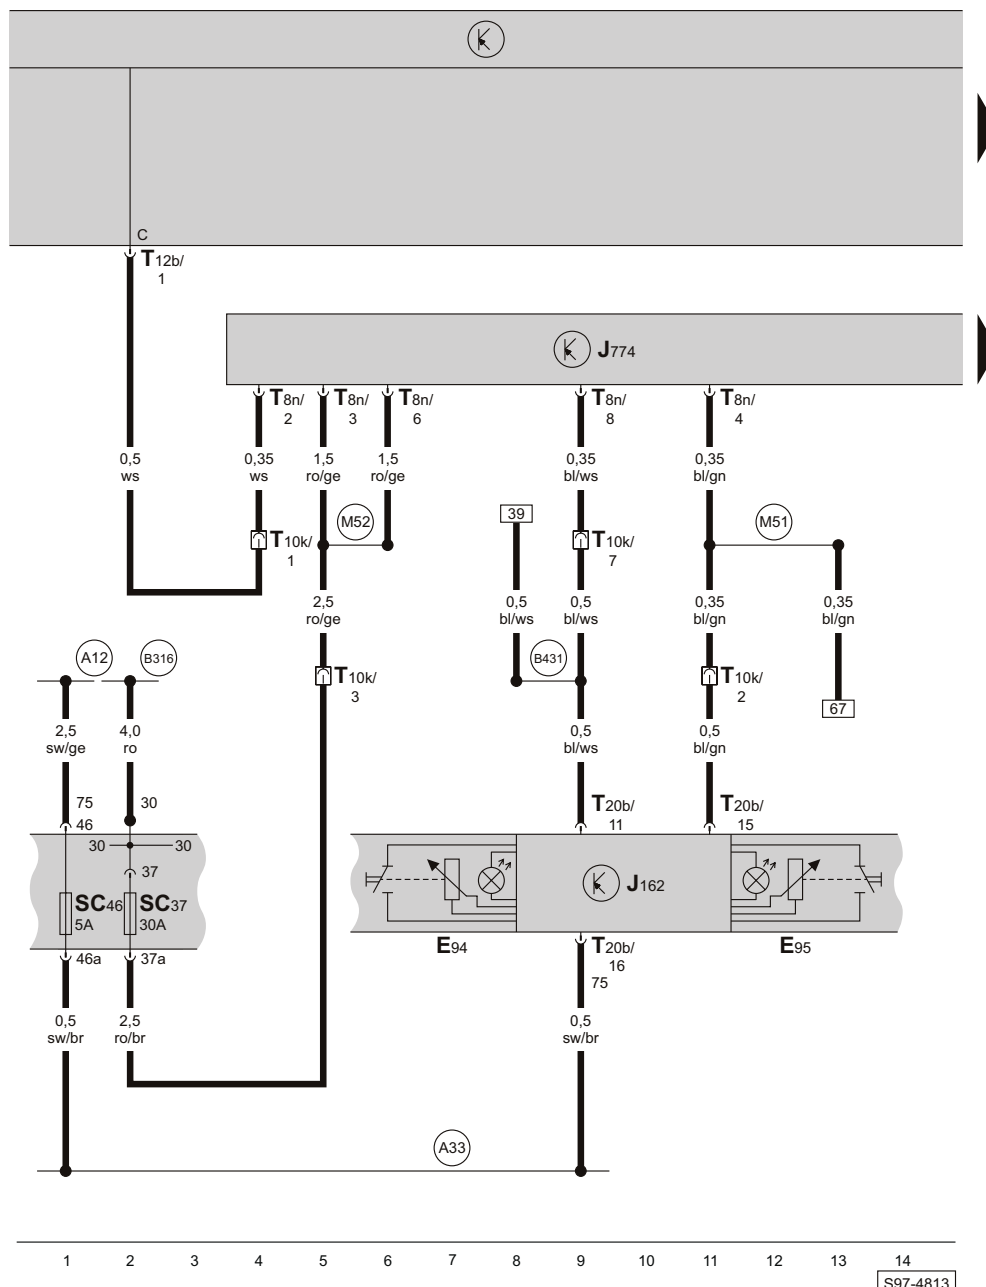 C
T12b/
1
J774
T8n/
2
T8n/
3
T8n/
6
T8n/
8
T8n/
4
0,5
ws
0,35
ws
1,5
ro/ge
1,5
ro/ge
0,35
bl/ws
0,35
bl/gn
M52
39
M51
T10k/
1
T10k/
7
2,5
ro/ge
0,5
bl/ws
0,5
bl/ws
0,35
bl/gn
0,35
bl/gn
A12
B316
B431
T10k/
3
T10k/
2
67
2,5
sw/ge
4,0
ro
0,5
bl/ws
0,5
bl/gn
75
46
30
T20b/
11
T20b/
15
30
30
37
SC46
5A
SC37
30A
J162
E94
E95
46a
37a
T20b/
16
75
0,5
sw/br
2,5
ro/br
0,5
sw/br
A33
1 2 3 4 5 6 7 8 9 10 11 12 13 14
S97-4813